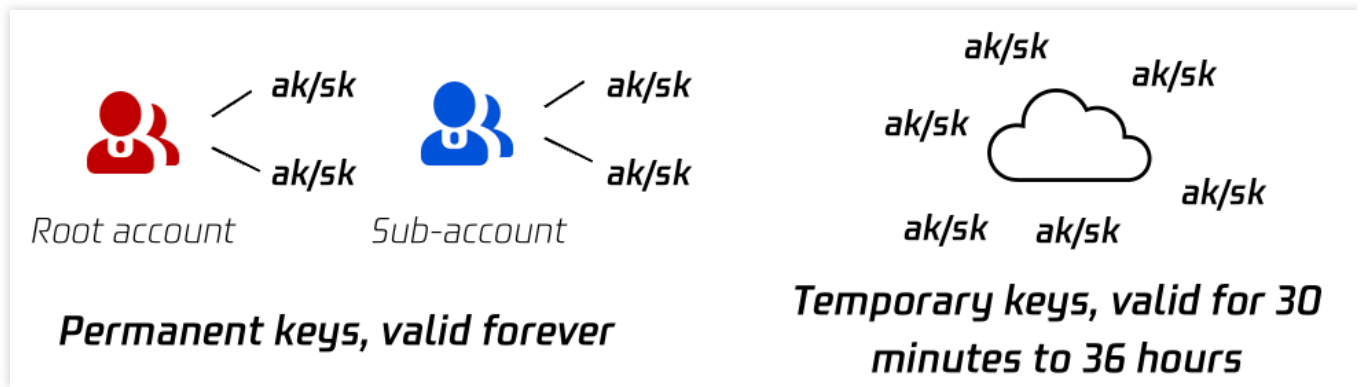 ak/sk
ak/sk
Root account
ak/sk
ak/sk
Sub-account
Permanent keys, valid forever
ak/sk
ak/sk
ak/sk
ak/sk
ak/sk
ak/sk
Temporary keys, valid for 30
minutes to 36 hours